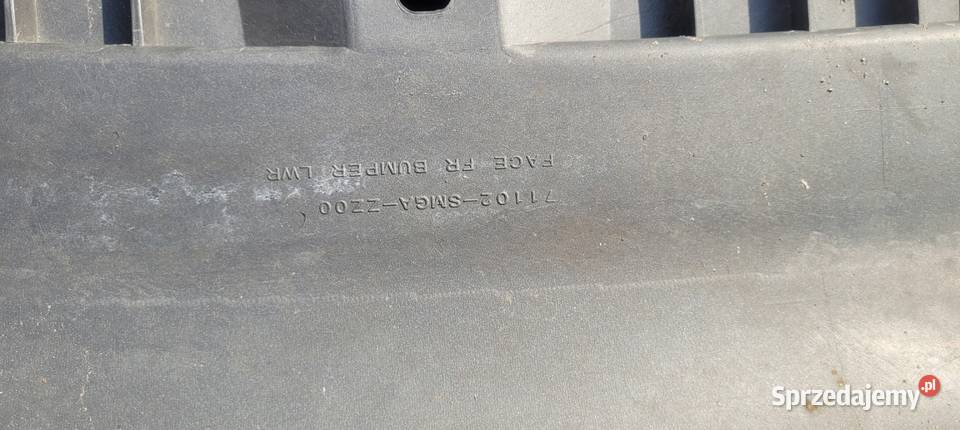 FACE FR BUMPER LWR
71102-SMGA-ZZ00
Sprzedajemy.pl